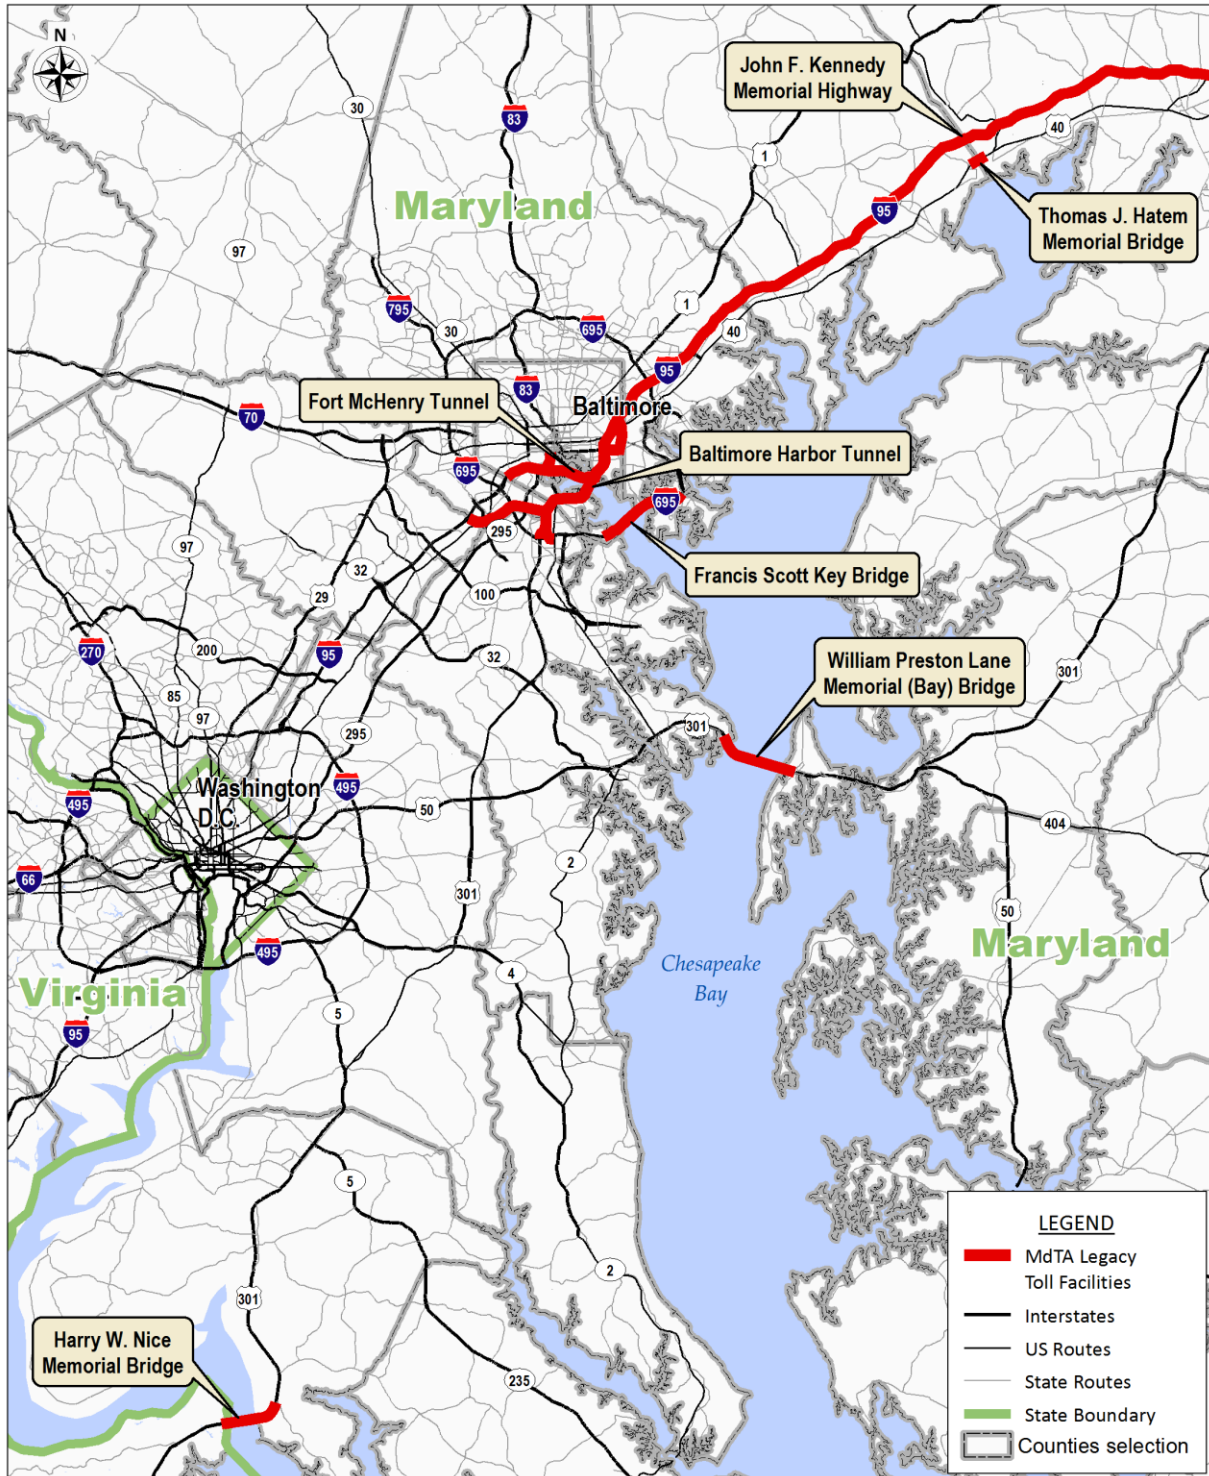 N
John F. Kennedy
Memorial Highway
30
83
1
40
Thomas J. Hatem
Memorial Bridge
Maryland
95
97
795
30
695
1
40
95
83
Fort McHenry Tunnel
Baltimore
70
695
Baltimore Harbor Tunnel
695
295
97
32
Francis Scott Key Bridge
29
100
270
200
95
32
William Preston Lane
Memorial (Bay) Bridge
301
85
97
295
301
Washington
D.C.
495
495
50
404
66
2
301
50
495
Maryland
Chesapeake
Bay
4
Virginia
5
95
5
2
301
Harry W. Nice
Memorial Bridge
235
LEGEND
MdTA Legacy
Toll Facilities
Interstates
US Routes
State Routes
State Boundary
Counties selection